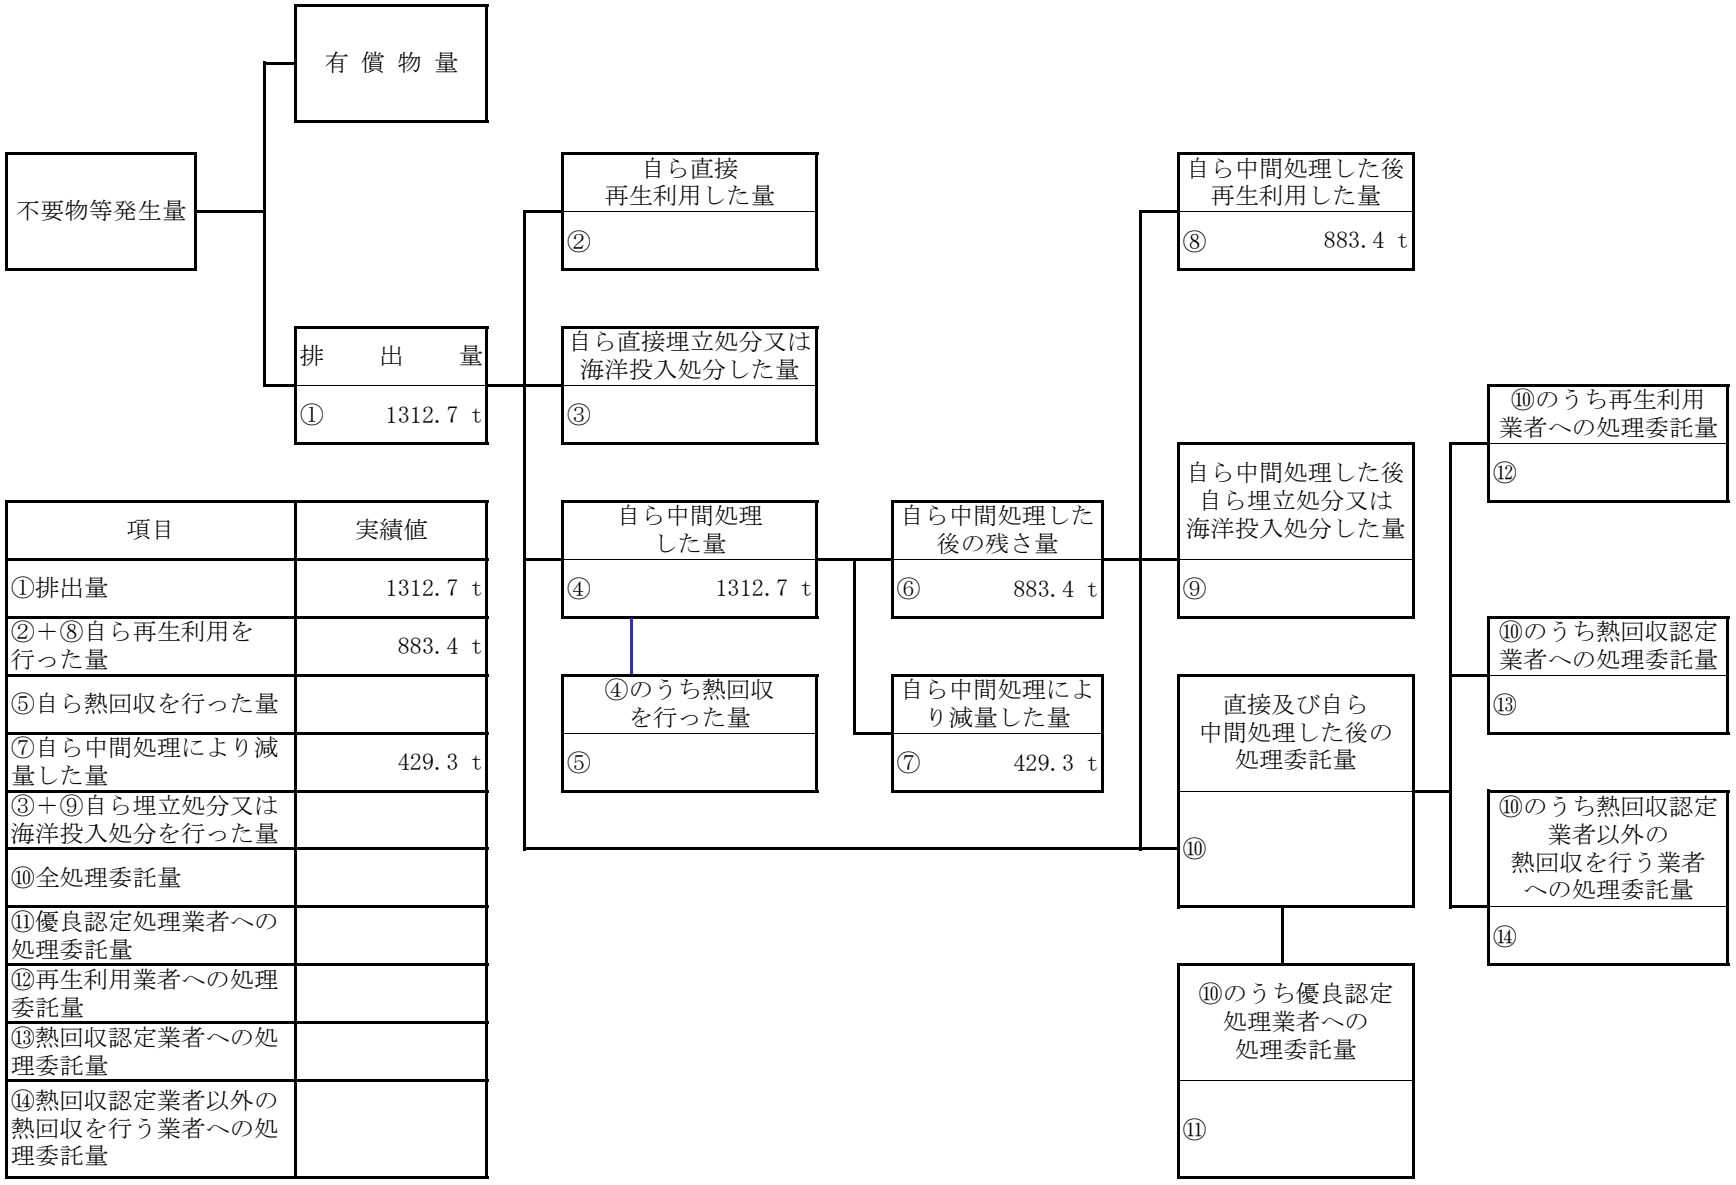 有 償 物 量
不要物等発生量
自ら直接
再生利用した量
②
自ら中間処理した後
再生利用した量
⑧ 883.4 t
排 出 量
① 1312.7 t
自ら直接埋立処分又は
海洋投入処分した量
③
⑩のうち再生利用
業者への処理委託量
⑫
自ら中間処理した後
自ら埋立処分又は
海洋投入処分した量
⑨
自ら中間処理
した量
④ 1312.7 t
自ら中間処理した
後の残さ量
⑥ 883.4 t
④のうち熱回収
を行った量
⑤
自ら中間処理によ
り減量した量
⑦ 429.3 t
直接及び自ら
中間処理した後の
処理委託量
⑩
⑩のうち熱回収認定
業者への処理委託量
⑬
⑩のうち熱回収認定
業者以外の
熱回収を行う業者
への処理委託量
⑭
⑩のうち優良認定
処理業者への
処理委託量
⑪
項目 実績値
①排出量 1312.7 t
②＋⑧自ら再生利用を
行った量 883.4 t
⑤自ら熱回収を行った量
⑦自ら中間処理により減
量した量 429.3 t
③＋⑨自ら埋立処分又は
海洋投入処分を行った量
⑩全処理委託量
⑪優良認定処理業者への
処理委託量
⑫再生利用業者への処理
委託量
⑬熱回収認定業者への処
理委託量
⑭熱回収認定業者以外の
熱回収を行う業者への処
理委託量